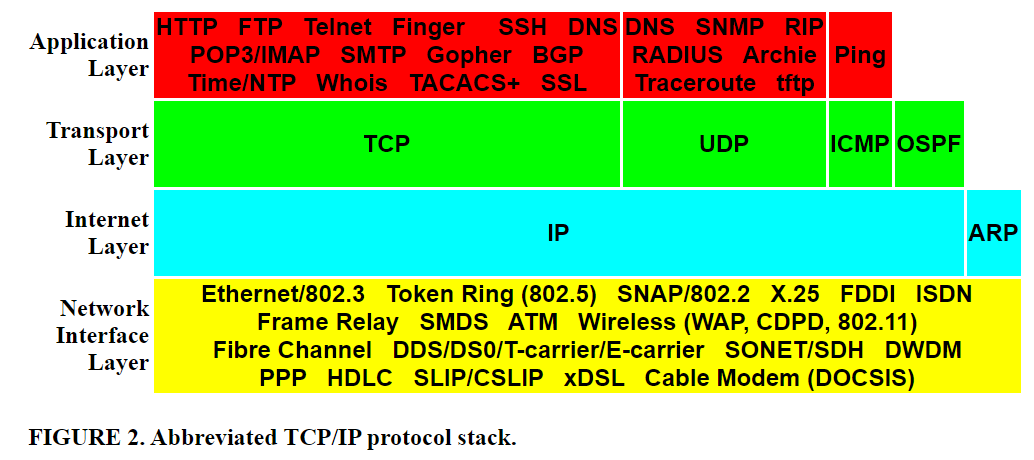 Application
Layer
HTTP FTP Telnet Finger SSH DNS
POP3/IMAP SMTP Gopher BGP
Time/NTP Whois TACACS+ SSL
DNS SNMP RIP
RADIUS Archie
Traceroute tftp
Ping
Transport
Layer
TCP
UDP
ICMP
OSPF
Internet
Layer
IP
ARP
Network
Interface
Layer
Ethernet/802.3 Token Ring (802.5) SNAP/802.2 X.25 FDDI ISDN
Frame Relay SMDS ATM Wireless (WAP, CDPD, 802.11)
Fibre Channel DDS/DS0/T-carrier/E-carrier SONET/SDH DWDM
PPP HDLC SLIP/CSLIP xDSL Cable Modem (DOCSIS)
FIGURE 2. Abbreviated TCP/IP protocol stack.